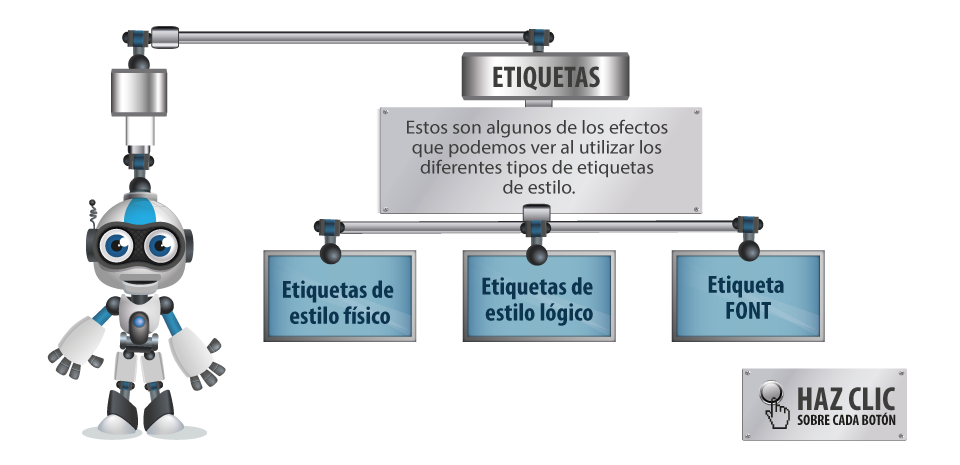 ETIQUETAS
Estos son algunos de los efectos
que podemos ver al utilizar los
diferentes tipos de etiquetas
de estilo.
Etiquetas de
estilo físico
Etiquetas de
estilo lógico
Etiqueta
FONT
HAZ CLIC
SOBRE CADA BOTÓN